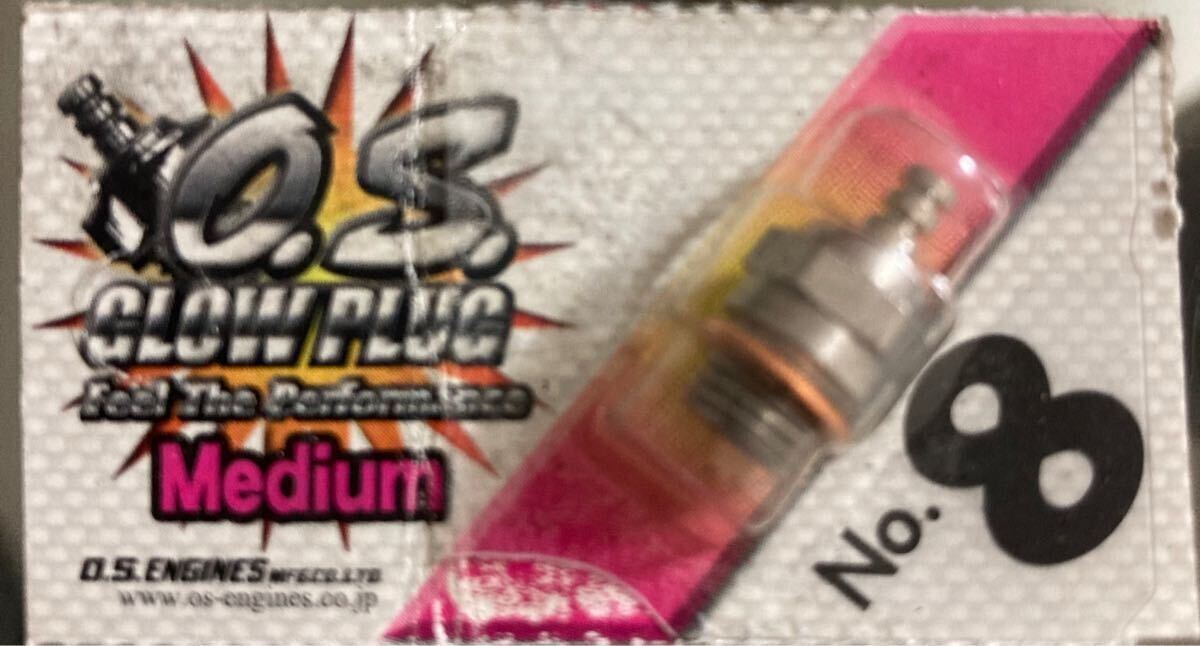 O.S.
GLOW PLUG
Feel The Performance
Medium
O.S. ENGINES MFG.CO.LTD
www.os-engines.co.jp
No. 8